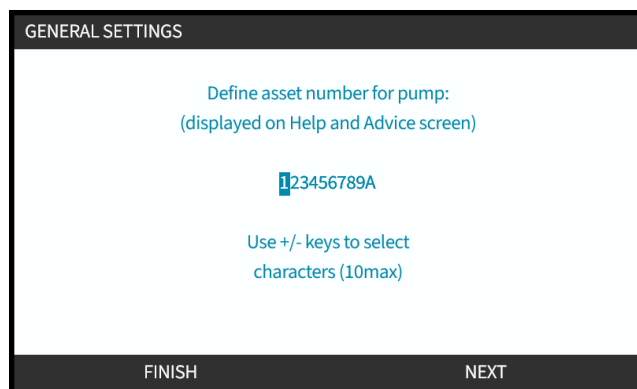 GENERAL SETTINGS
Define asset number for pump:
(displayed on Help and Advice screen)
123456789A
Use +/- keys to select
characters (10max)
FINISH NEXT